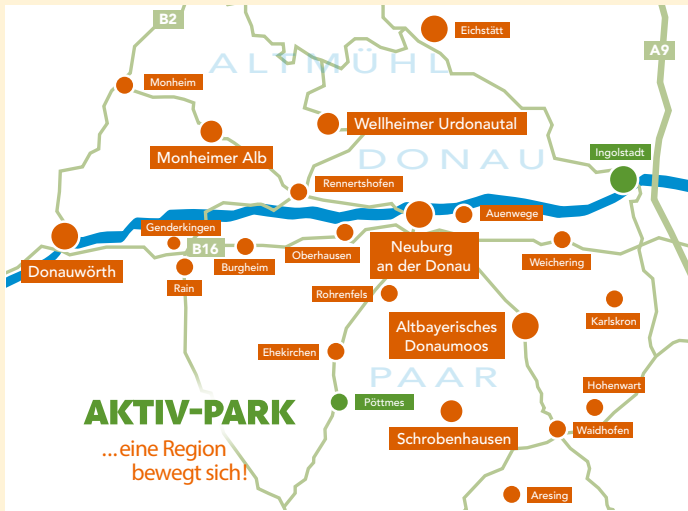 B2
Eichstätt
A9
ALTMÜHL
Monheim
Wellheimer Urdonautal
Monheimer Alb
Ingolstadt
DONAU
Rennertshofen
Auenwege
Genderkingen
B16
Oberhausen
Neuburg
an der Donau
Weichering
Donauwörth
Burgheim
Rain
Rohrenfels
Karlskron
Altbayerisches
Donaumoos
Ehekirchen
PAAR
Hohenwart
Pöttmes
AKTIV-PARK
Waidhofen
Schrobenhausen
...eine Region
bewegt sich!
Aresing